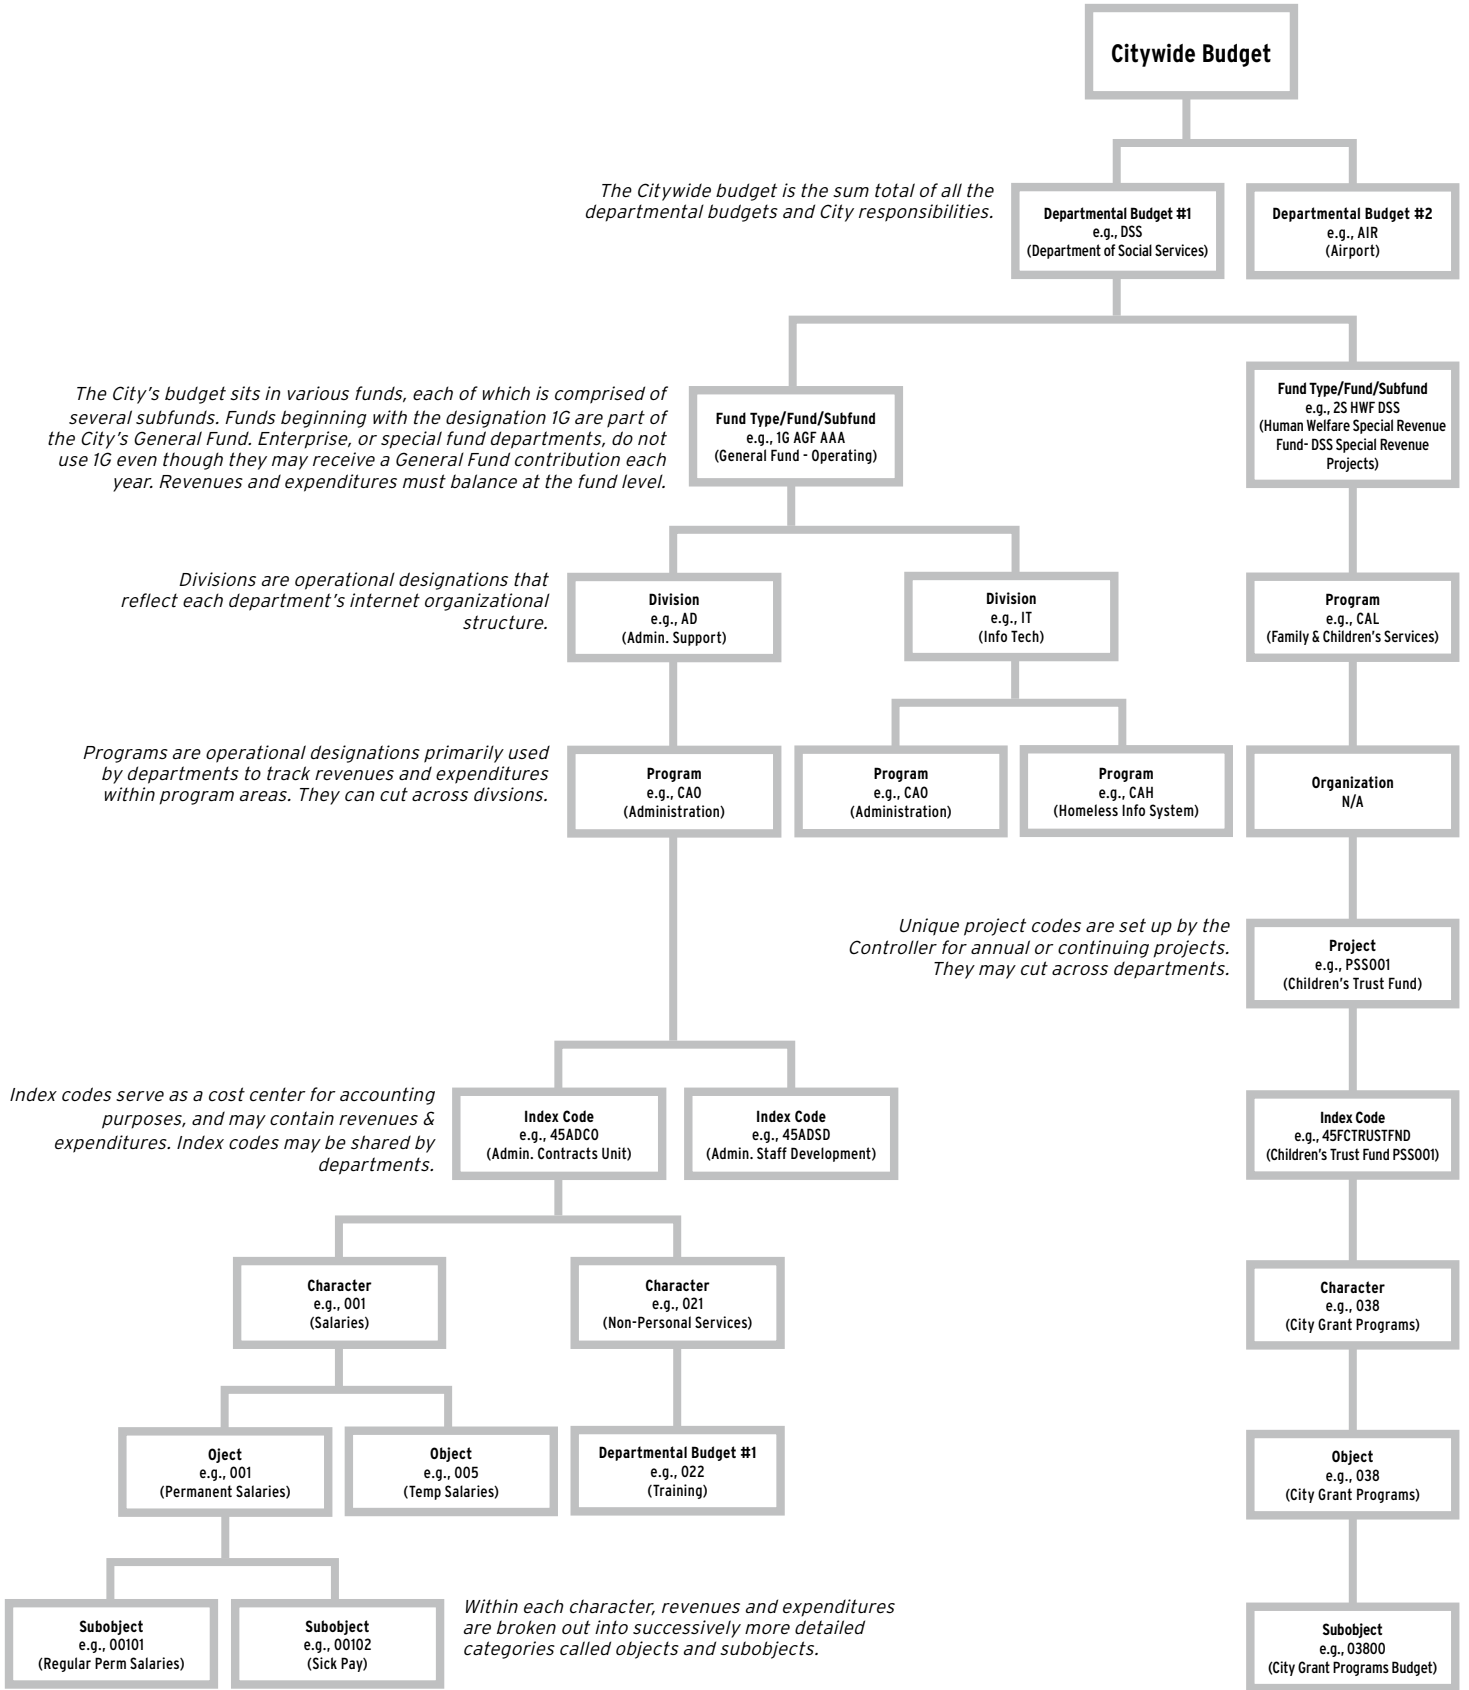 Citywide Budget
The Citywide budget is the sum total of all the
departmental budgets and City responsibilities.
Departmental Budget #1
e.g., DSS
(Department of Social Services)
Departmental Budget #2
e.g., AIR
(Airport)
The City's budget sits in various funds, each of which is comprised of
several subfunds. Funds beginning with the designation 1G are part of
the City's General Fund. Enterprise, or special fund departments, do not
use 1G even though they may receive a General Fund contribution each
year. Revenues and expenditures must balance at the fund level.
Fund Type/Fund/Subfund
e.g., 1G AGF AAA
(General Fund - Operating)
Fund Type/Fund/Subfund
e.g., 2S HWF DSS
(Human Welfare Special Revenue
Fund- DSS Special Revenue
Projects)
Divisions are operational designations that
reflect each department's internet organizational
structure.
Division
e.g., AD
(Admin. Support)
Division
e.g., IT
(Info Tech)
Program
e.g., CAL
(Family & Children's Services)
Programs are operational designations primarily used
by departments to track revenues and expenditures
within program areas. They can cut across divsions.
Program
e.g., CAO
(Administration)
Program
e.g., CAO
(Administration)
Program
e.g., CAH
(Homeless Info System)
Organization
N/A
Unique project codes are set up by the
Controller for annual or continuing projects.
They may cut across departments.
Project
e.g., PSS001
(Children's Trust Fund)
Index codes serve as a cost center for accounting
purposes, and may contain revenues &
expenditures. Index codes may be shared by
departments.
Index Code
e.g., 45ADCO
(Admin. Contracts Unit)
Index Code
e.g., 45ADSD
(Admin. Staff Development)
Index Code
e.g., 45FCTRUSTFND
(Children's Trust Fund PSS001)
Character
e.g., 001
(Salaries)
Character
e.g., 021
(Non-Personal Services)
Character
e.g., 038
(City Grant Programs)
Oject
e.g., 001
(Permanent Salaries)
Object
e.g., 005
(Temp Salaries)
Departmental Budget #1
e.g., 022
(Training)
Object
e.g., 038
(City Grant Programs)
Subobject
e.g., 00101
(Regular Perm Salaries)
Subobject
e.g., 00102
(Sick Pay)
Within each character, revenues and expenditures
are broken out into successively more detailed
categories called objects and subobjects.
Subobject
e.g., 03800
(City Grant Programs Budget)